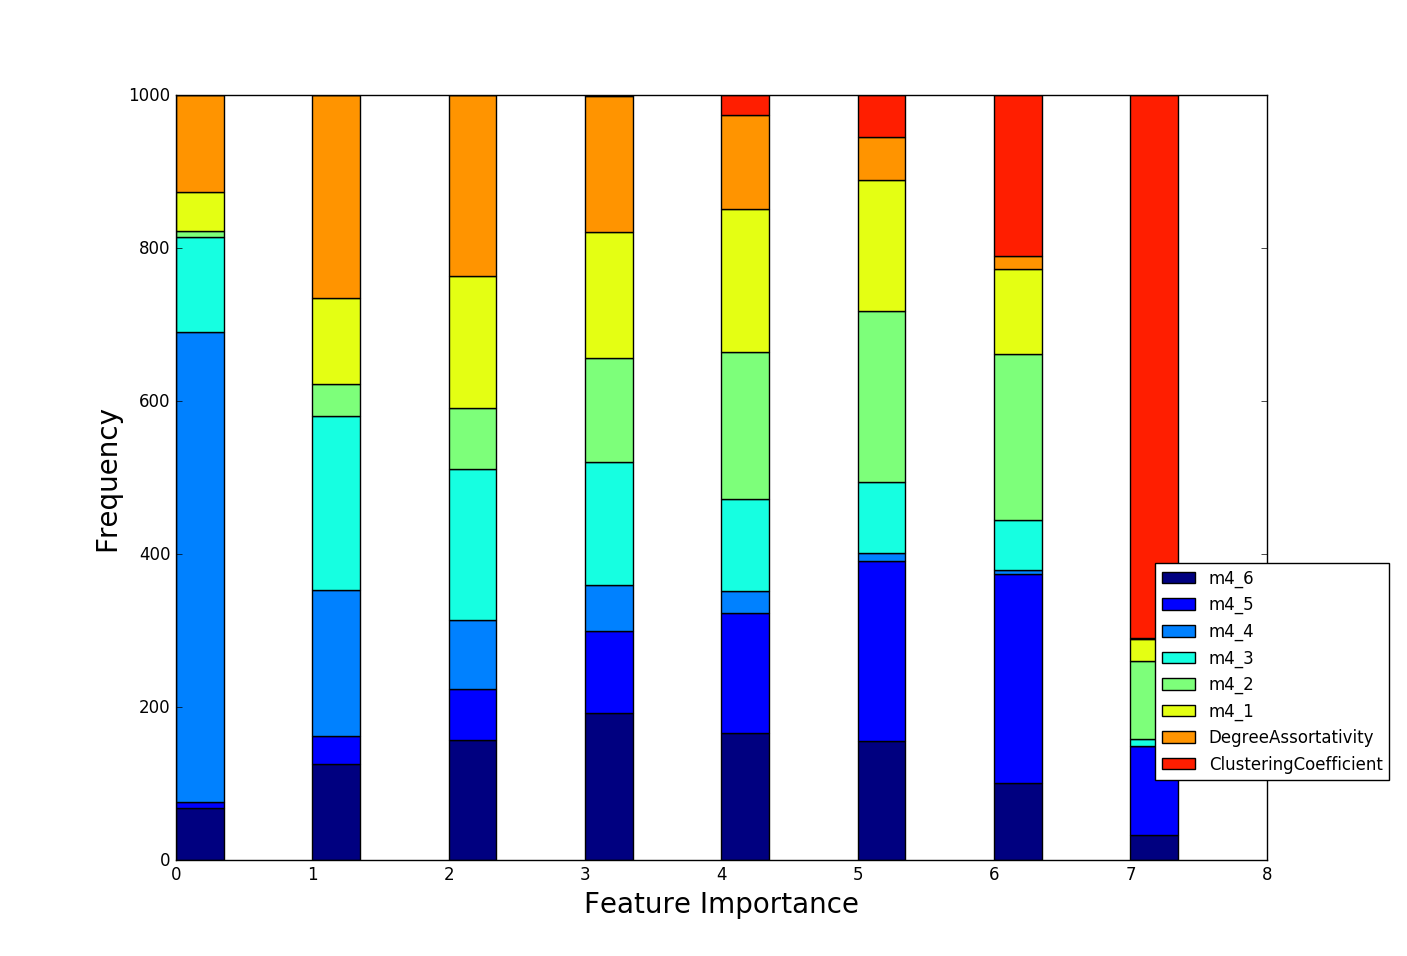 1000
800
600
400
200
0
Frequency
0 1 2 3 4 5 6 7 8
Feature Importance
m4_6
m4_5
m4_4
m4_3
m4_2
m4_1
DegreeAssortativity
ClusteringCoefficient